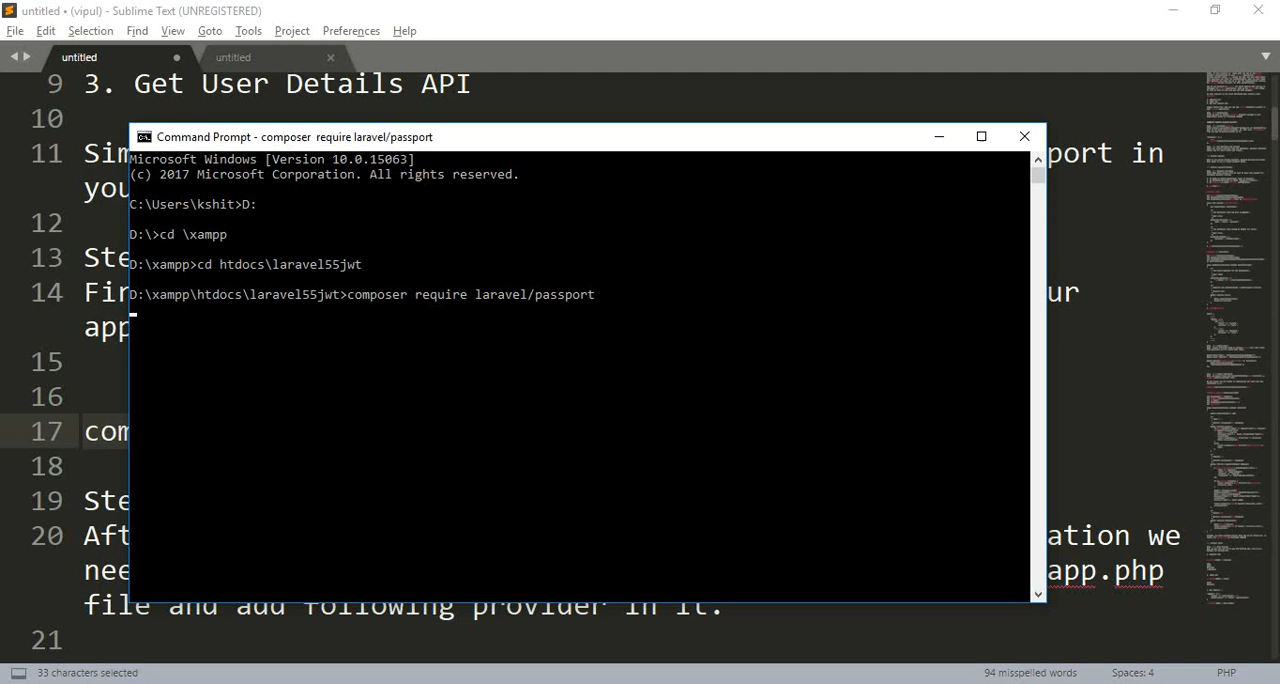 untitled • (vipul) - Sublime Text (UNREGISTERED)
File Edit Selection Find View Goto Tools Project Preferences Help
untitled
untitled
9 3. Get User Details API
10
11 Sim port in
you
12
13 Ste
14 Fir ur
app
15
16
17 com
18
19 Ste
20 Aft ation we
nee app.php
file and add following provider in it.
21
Command Prompt - composer require laravel/passport
Microsoft Windows [Version 10.0.15063]
(c) 2017 Microsoft Corporation. All rights reserved.
C:\Users\kshit>D:
D:\>cd \xampp
D:\xampp>cd htdocs\laravel55jwt
D:\xampp\htdocs\laravel55jwt>composer require laravel/passport
33 characters selected
94 misspelled words
Spaces: 4
PHP